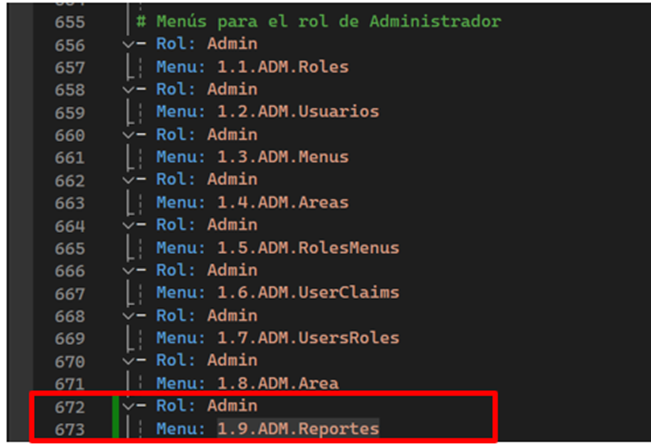 655 # Menús para el rol de Administrador
656 - Rol: Admin
657 Menu: 1.1.ADM.Roles
658 - Rol: Admin
659 Menu: 1.2.ADM.Usuarios
660 - Rol: Admin
661 Menu: 1.3.ADM.Menus
662 - Rol: Admin
663 Menu: 1.4.ADM.Areas
664 - Rol: Admin
665 Menu: 1.5.ADM.RolesMenus
666 - Rol: Admin
667 Menu: 1.6.ADM.UserClaims
668 - Rol: Admin
669 Menu: 1.7.ADM.UsersRoles
670 - Rol: Admin
671 Menu: 1.8.ADM.Area
672 - Rol: Admin
673 Menu: 1.9.ADM.Reportes